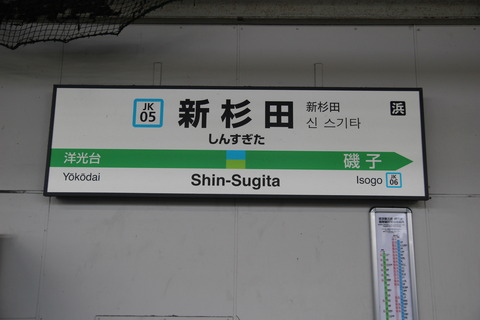 JK
05
新杉田
新杉田
신 스기타
浜
しんすぎた
洋光台
磯子
Yōkōdai
Shin-Sugita
Isogo
JK
06